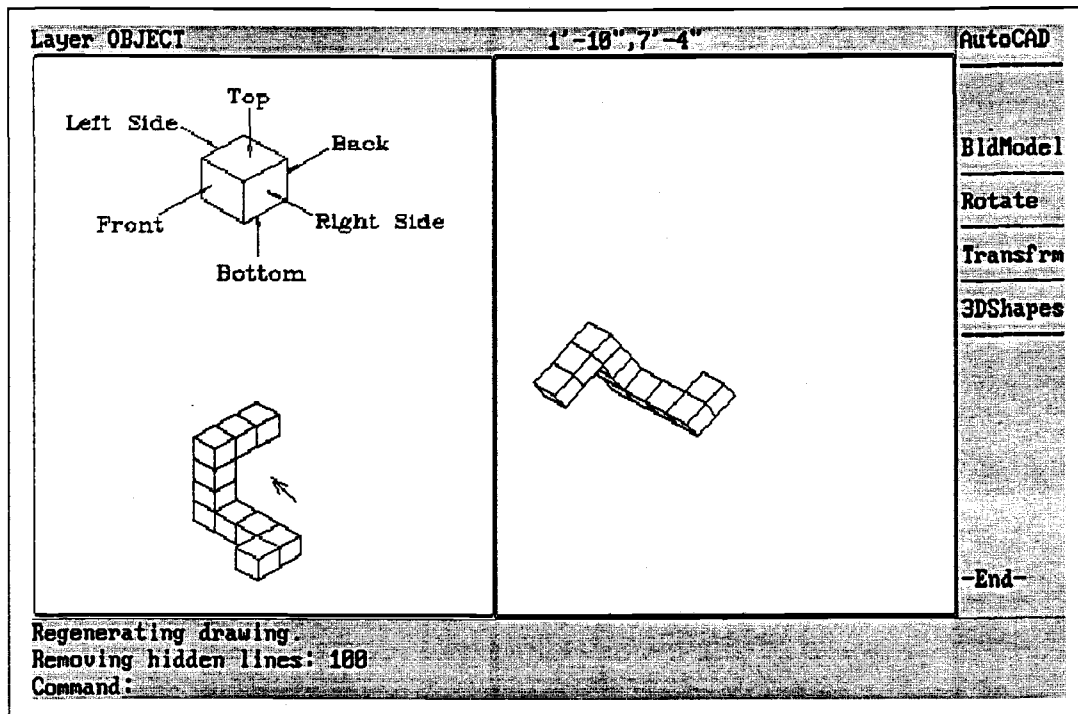 Layer OBJECT 1'-10",7'-4" AutoCAD
Top
Left Side
Back
Front
Right Side
Bottom
BldModel
Rotate
Transfrm
3DShapes
-End-
Regenerating drawing.
Removing hidden lines: 100
Command: